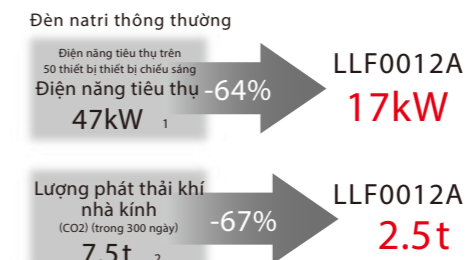 Đèn natri thông thường
Điện năng tiêu thụ trên
50 thiết bị thiết bị chiếu sáng
Điện năng tiêu thụ
47kW 1
-64%
LLF0012A
17kW
Lượng phát thải khí
nhà kính
(CO2) (trong 300 ngày)
7.5t 2
-67%
LLF0012A
2.5t